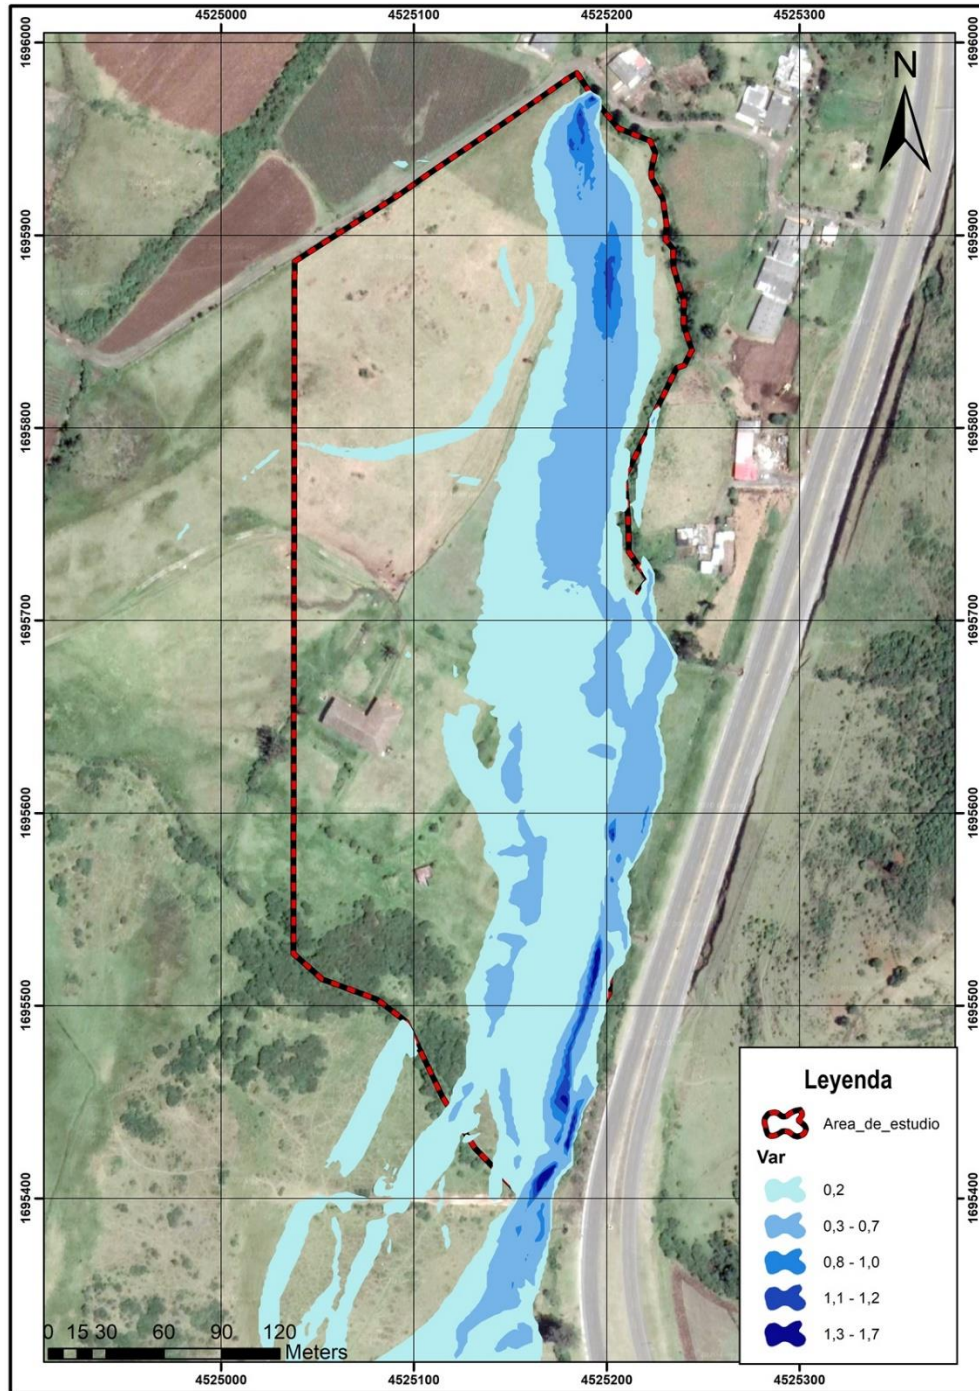 4525000 4525100 4525200 4525300
1696000 1696000
N
1695900 1695900
1695800 1695800
1695700 1695700
1695600 1695600
1695500 1695500
1695400 1695400
Leyenda
Area_de_estudio
Var
0,2
0,3 - 0,7
0,8 - 1,0
1,1 - 1,2
1,3 - 1,7
0 15 30 60 90 120
Meters
4525000 4525100 4525200 4525300